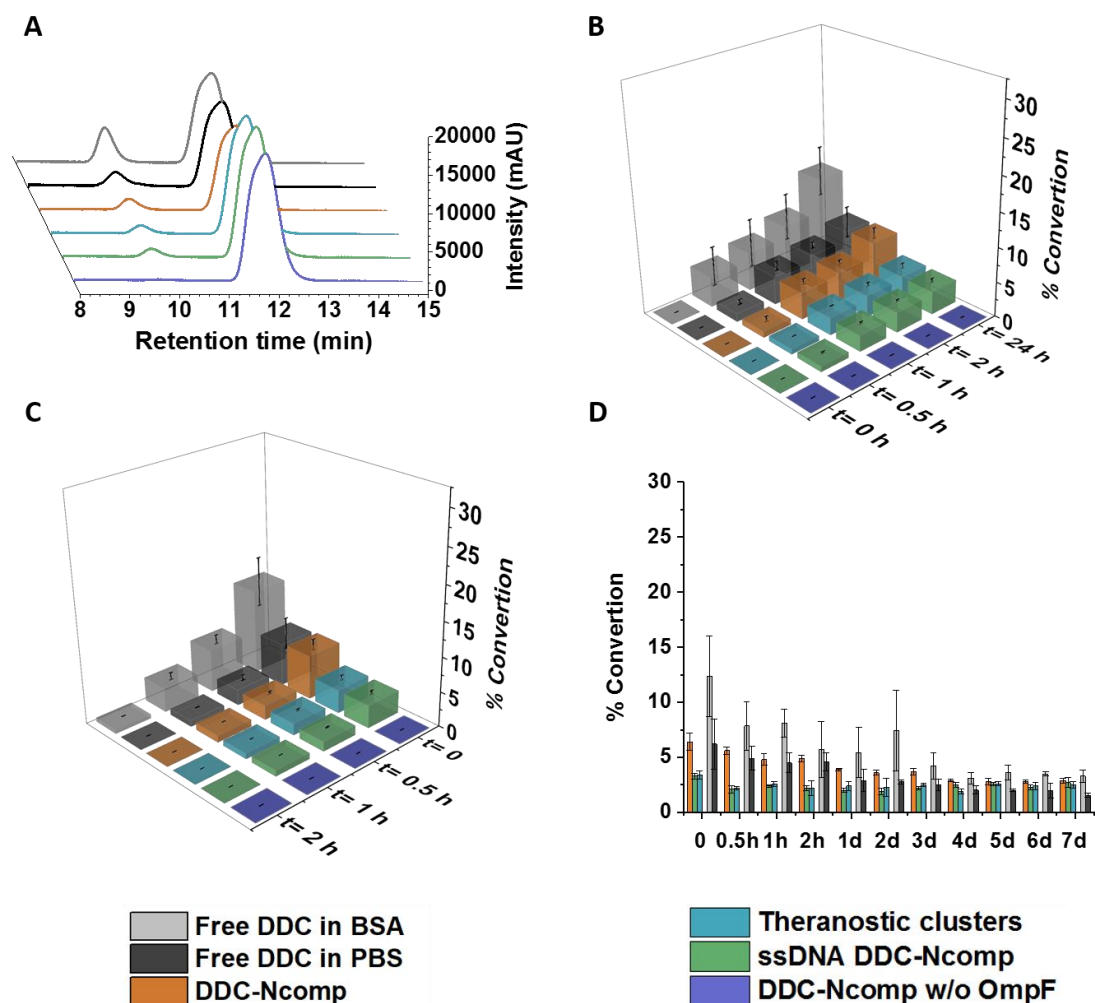 A
20000
15000
10000
5000
0
Intensity (mAU)
8 9 10 11 12 13 14 15
Retention time (min)
B
30
25
20
15
10
5
0
% Convertion
t= 0 h
t= 0.5 h
t= 1 h
t= 2 h
t= 24 h
C
30
25
20
15
10
5
0
% Convertion
t= 0
t= 0.5 h
t= 1 h
t= 2 h
D
30
25
20
15
10
5
0
% Convertion
0 0.5h 1h 2h 1d 2d 3d 4d 5d 6d 7d
Free DDC in BSA
Free DDC in PBS
DDC-Ncomp
Theranostic clusters
ssDNA DDC-Ncomp
DDC-Ncomp w/o OmpF